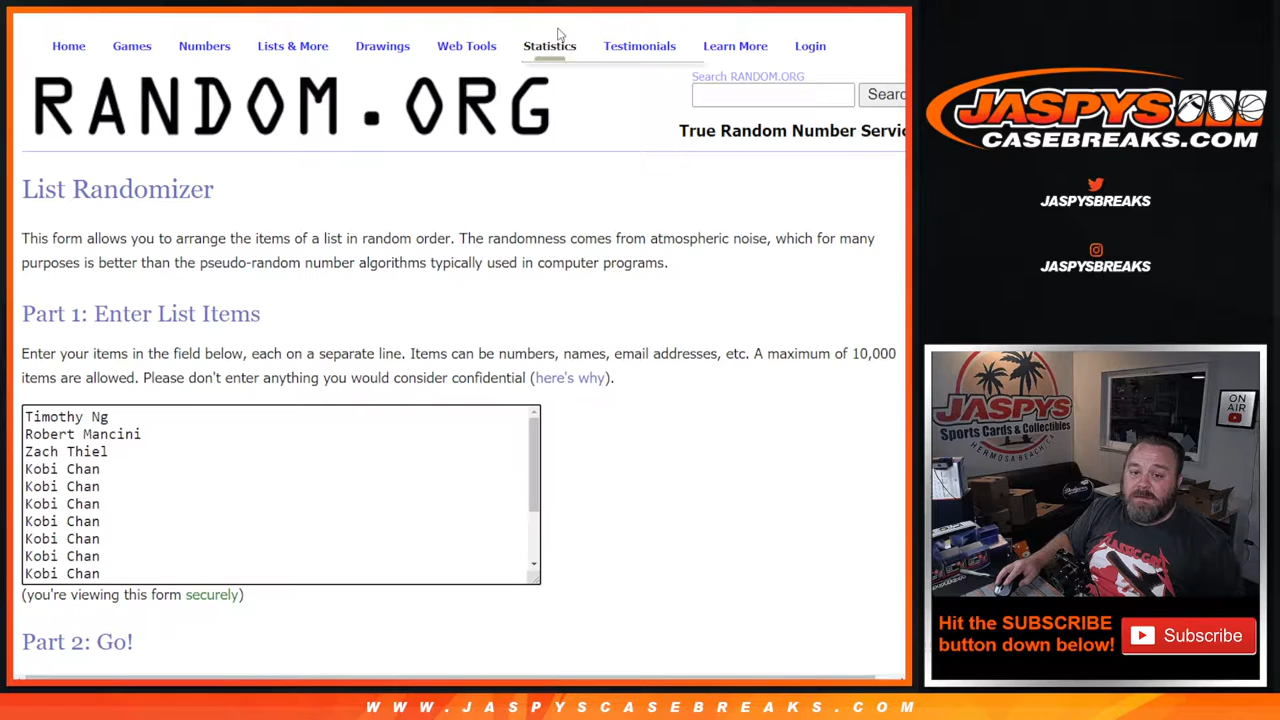 Home Games Numbers Lists & More Drawings Web Tools Statistics Testimonials Learn More Login
RANDOM.ORG
Search RANDOM.ORG
Searc
True Random Number Servic
List Randomizer
This form allows you to arrange the items of a list in random order. The randomness comes from atmospheric noise, which for many
purposes is better than the pseudo-random number algorithms typically used in computer programs.
Part 1: Enter List Items
Enter your items in the field below, each on a separate line. Items can be numbers, names, email addresses, etc. A maximum of 10,000
items are allowed. Please don't enter anything you would consider confidential (here's why).
Timothy Ng
Robert Mancini
Zach Thiel
Kobi Chan
Kobi Chan
Kobi Chan
Kobi Chan
Kobi Chan
Kobi Chan
Kobi Chan
(you're viewing this form securely)
Part 2: Go!
JASPYS
CASEBREAKS.COM
JASPYSBREAKS
JASPYSBREAKS
JASPYS
Sports Cards & Collectibles
HERMOSA BEACH, CA
ON
AIR
Hit the SUBSCRIBE
button down below!
Subscribe
WWW.JASPYSCASEBREAKS.COM